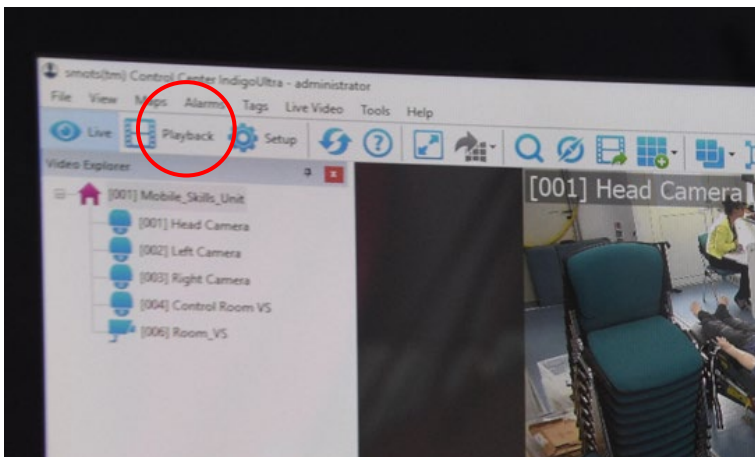 smots(tm) Control Center IndigoUltra - administrator
File View Maps Alarms Tags Live Video Tools Help
Live Playback Setup
Video Explorer
[001] Mobile_Skills_Unit
[001] Head Camera
[002] Left Camera
[003] Right Camera
[004] Control Room VS
[006] Room_VS
[001] Head Camera